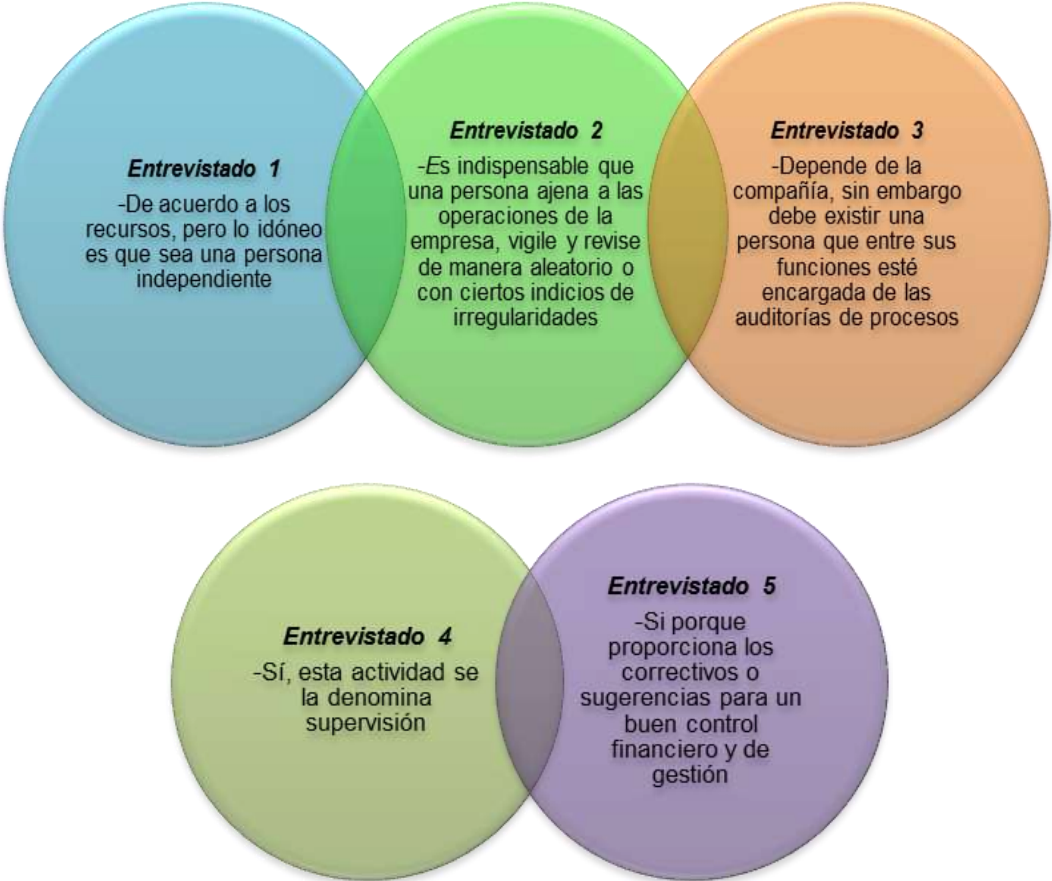 Entrevistado 1
-De acuerdo a los
recursos, pero lo idóneo
es que sea una persona
independiente
Entrevistado 2
-Es indispensable que
una persona ajena a las
operaciones de la
empresa, vigile y revise
de manera aleatorio o
con ciertos indicios de
irregularidades
Entrevistado 3
-Depende de la
compañía, sin embargo
debe existir una
persona que entre sus
funciones esté
encargada de las
auditorías de procesos
Entrevistado 4
-Sí, esta actividad se
la denomina
supervisión
Entrevistado 5
-Si porque
proporciona los
correctivos o
sugerencias para un
buen control
financiero y de
gestión